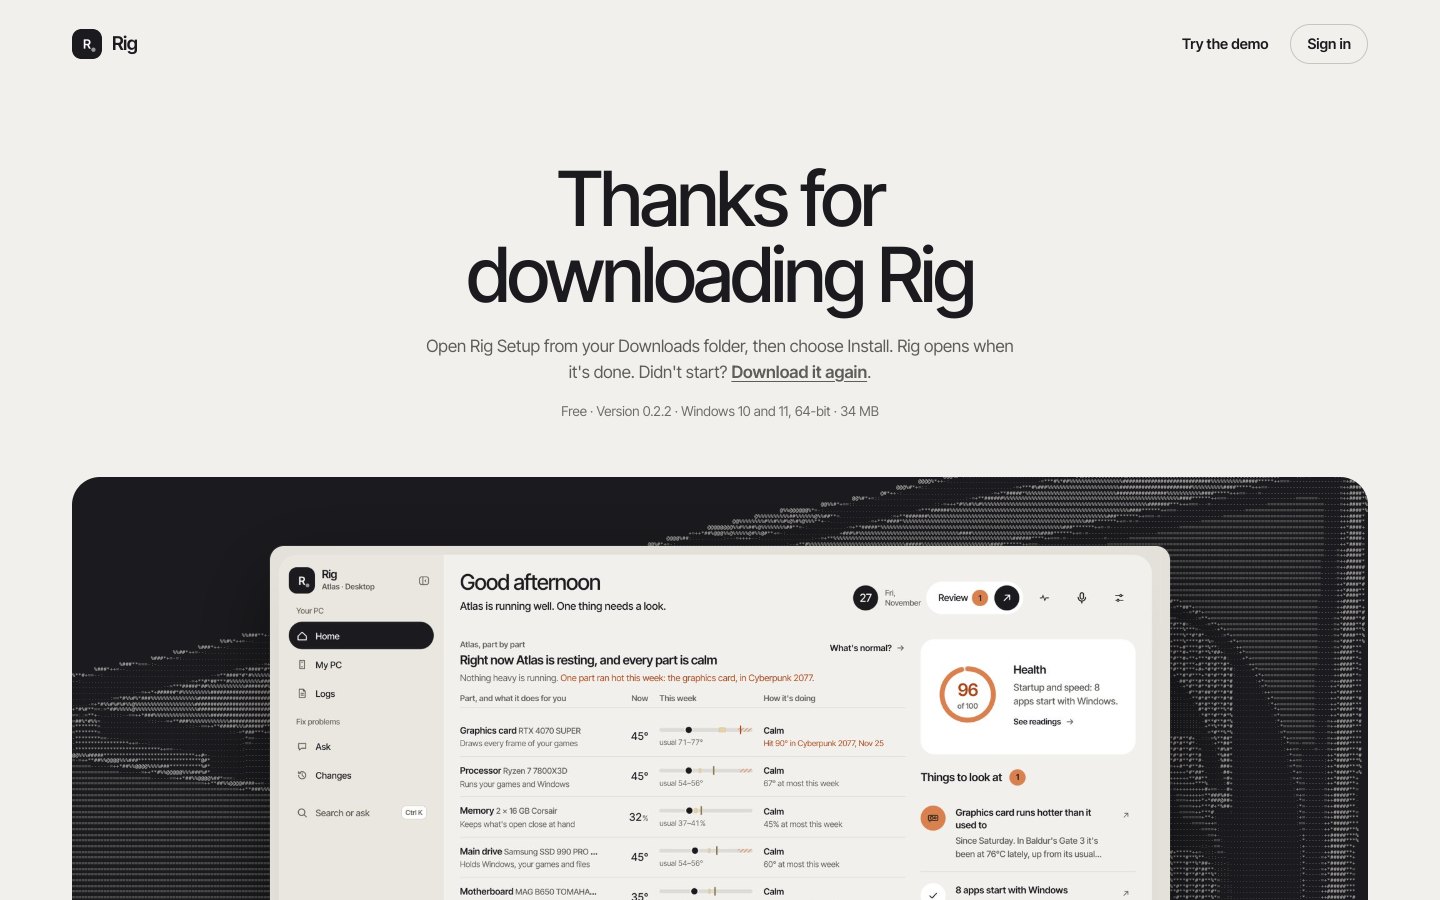 R
Rig
Try the demo
Sign in
Thanks for
downloading Rig
Open Rig Setup from your Downloads folder, then choose Install. Rig opens when
it's done. Didn't start? Download it again.
Free · Version 0.2.2 · Windows 10 and 11, 64-bit · 34 MB
R
Rig
Atlas · Desktop
Your PC
Home
My PC
Logs
Fix problems
Ask
Changes
Search or ask
Ctrl K
Good afternoon
Atlas is running well. One thing needs a look.
27
Fri,
November
Review 1
Atlas, part by part
Right now Atlas is resting, and every part is calm
What's normal?
Nothing heavy is running. One part ran hot this week: the graphics card, in Cyberpunk 2077.
Part, and what it does for you
Now
This week
How it's doing
Graphics card RTX 4070 SUPER
Draws every frame of your games
45°
usual 71–77°
Calm
Hit 90° in Cyberpunk 2077, Nov 25
Processor Ryzen 7 7800X3D
Runs your games and Windows
45°
usual 54–56°
Calm
67° at most this week
Memory 2 × 16 GB Corsair
Keeps what's open close at hand
32%
usual 37–41%
Calm
45% at most this week
Main drive Samsung SSD 990 PRO ...
Holds Windows, your games and files
45°
usual 54–56°
Calm
60° at most this week
Motherboard MAG B650 TOMAHA...
35°
Calm
96
of 100
Health
Startup and speed: 8
apps start with Windows.
See readings
Things to look at 1
Graphics card runs hotter than it
used to
Since Saturday. In Baldur's Gate 3 it's
been at 76°C lately, up from its usual...
8 apps start with Windows